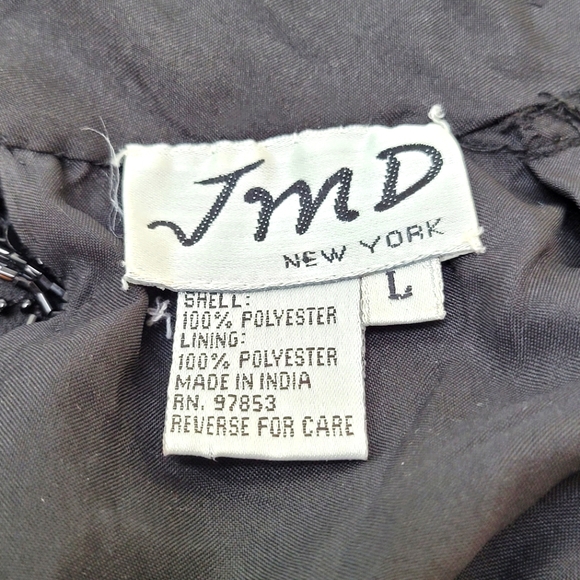 JMD
NEW YORK
L
SHELL:
100% POLYESTER
LINING:
100% POLYESTER
MADE IN INDIA
RN. 97853
REVERSE FOR CARE